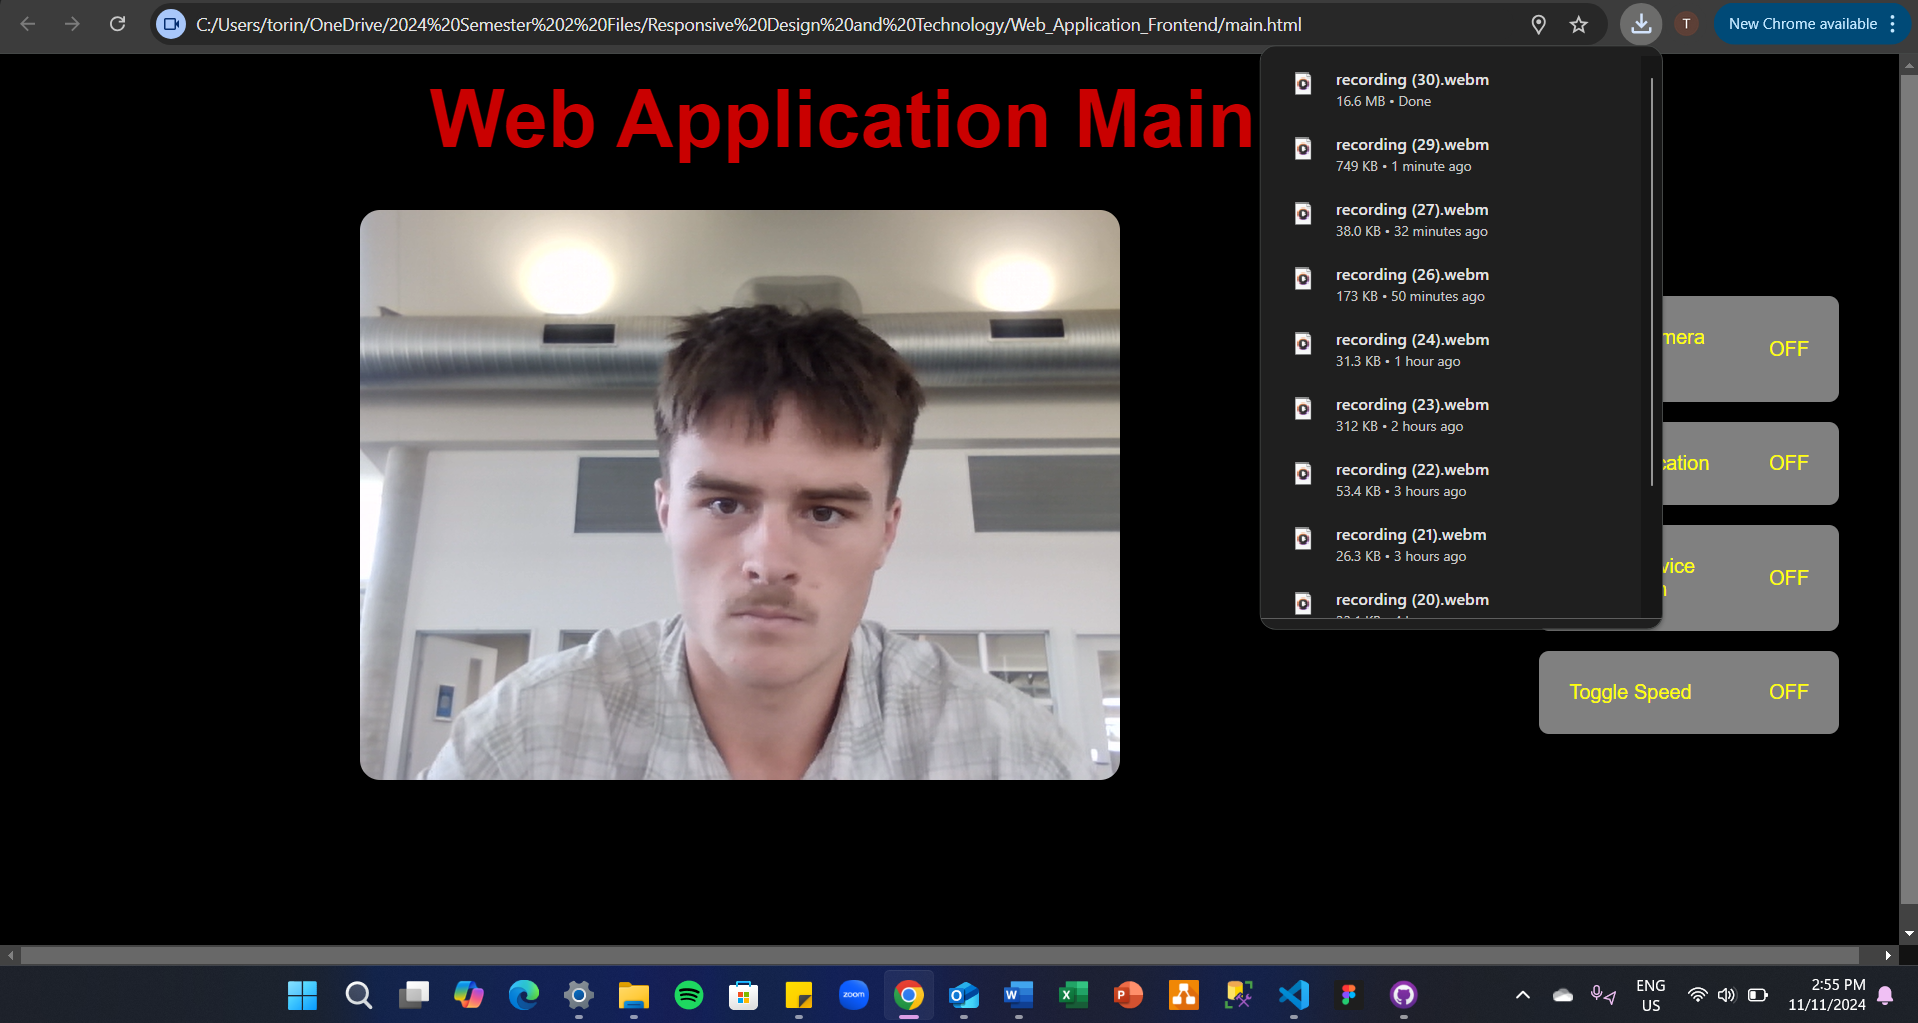 C:/Users/torin/OneDrive/2024%20Semester%202%20Files/Responsive%20Design%20and%20Technology/Web_Application_Frontend/main.html
T
New Chrome available
Web Application Main
recording (30).webm
16.6 MB • Done
recording (29).webm
749 KB • 1 minute ago
recording (27).webm
38.0 KB • 32 minutes ago
recording (26).webm
173 KB • 50 minutes ago
recording (24).webm
31.3 KB • 1 hour ago
recording (23).webm
312 KB • 2 hours ago
recording (22).webm
53.4 KB • 3 hours ago
recording (21).webm
26.3 KB • 3 hours ago
recording (20).webm
mera
OFF
cation
OFF
vice
n
OFF
Toggle Speed
OFF
zoom
ENG
US
2:55 PM
11/11/2024